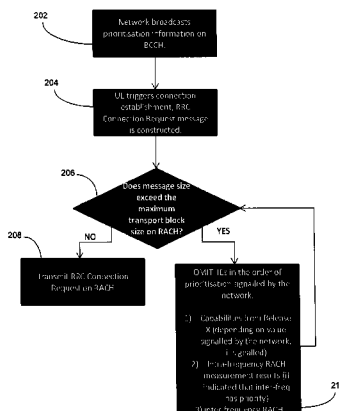 202
Network broadcasts
prioritisation information on
BCCH.
204
UE triggers connection
establishment, RRC
Connection Request message
is constructed.
206
Does message size
exceed the
maximum
transport block
size on RACH?
208
NO
YES
Transmit RRC Connection
Request on RACH
OMIT IEs in the order of
prioritisation signalled by the
network.
1) Capabilities from Release
X (depending on value
signalled by the network,
if signalled)
2) Intra-frequency RACH
measurement results (if
indicated that inter-freq
has priority)
frequency RACH
21